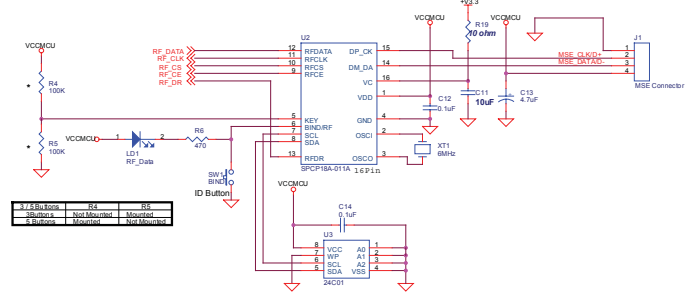 +V3.3
VCCMCU
VCCMCU
R19
10 ohm
U2
J1
VCCMCU
RF_DATA
RF_CLK
RF_CS
RF_CE
RF_DR
12
11
10
9
RFDATA
RFCLK
RFCS
RFCE
DP_CK
DM_DA
VC
VDD
15
14
16
1
MSE_CLK/D+
MSE_DATA/D-
1
2
3
4
MSE Connector
*
R4
100K
C12
0.1uF
C11
10uF
C13
4.7uF
5
6
7
8
13
KEY
BIND/RF
SCL
SDA
RFDR
GND
OSCI
OSCO
4
2
3
XT1
6MHz
SPCP18A-011A 16Pin
*
R5
100K
VCCMCU
1
2
LD1
RF_Data
R6
470
SW1
BIND
ID Button
VCCMCU
3 / 5 Buttons R4 R5
3Buttons Not Mounted Mounted
5 Buttons Mounted Not Mounted
C14
0.1uF
U3
8 VCC A0 1
7 WP A1 2
6 SCL A2 3
5 SDA VSS 4
24C01